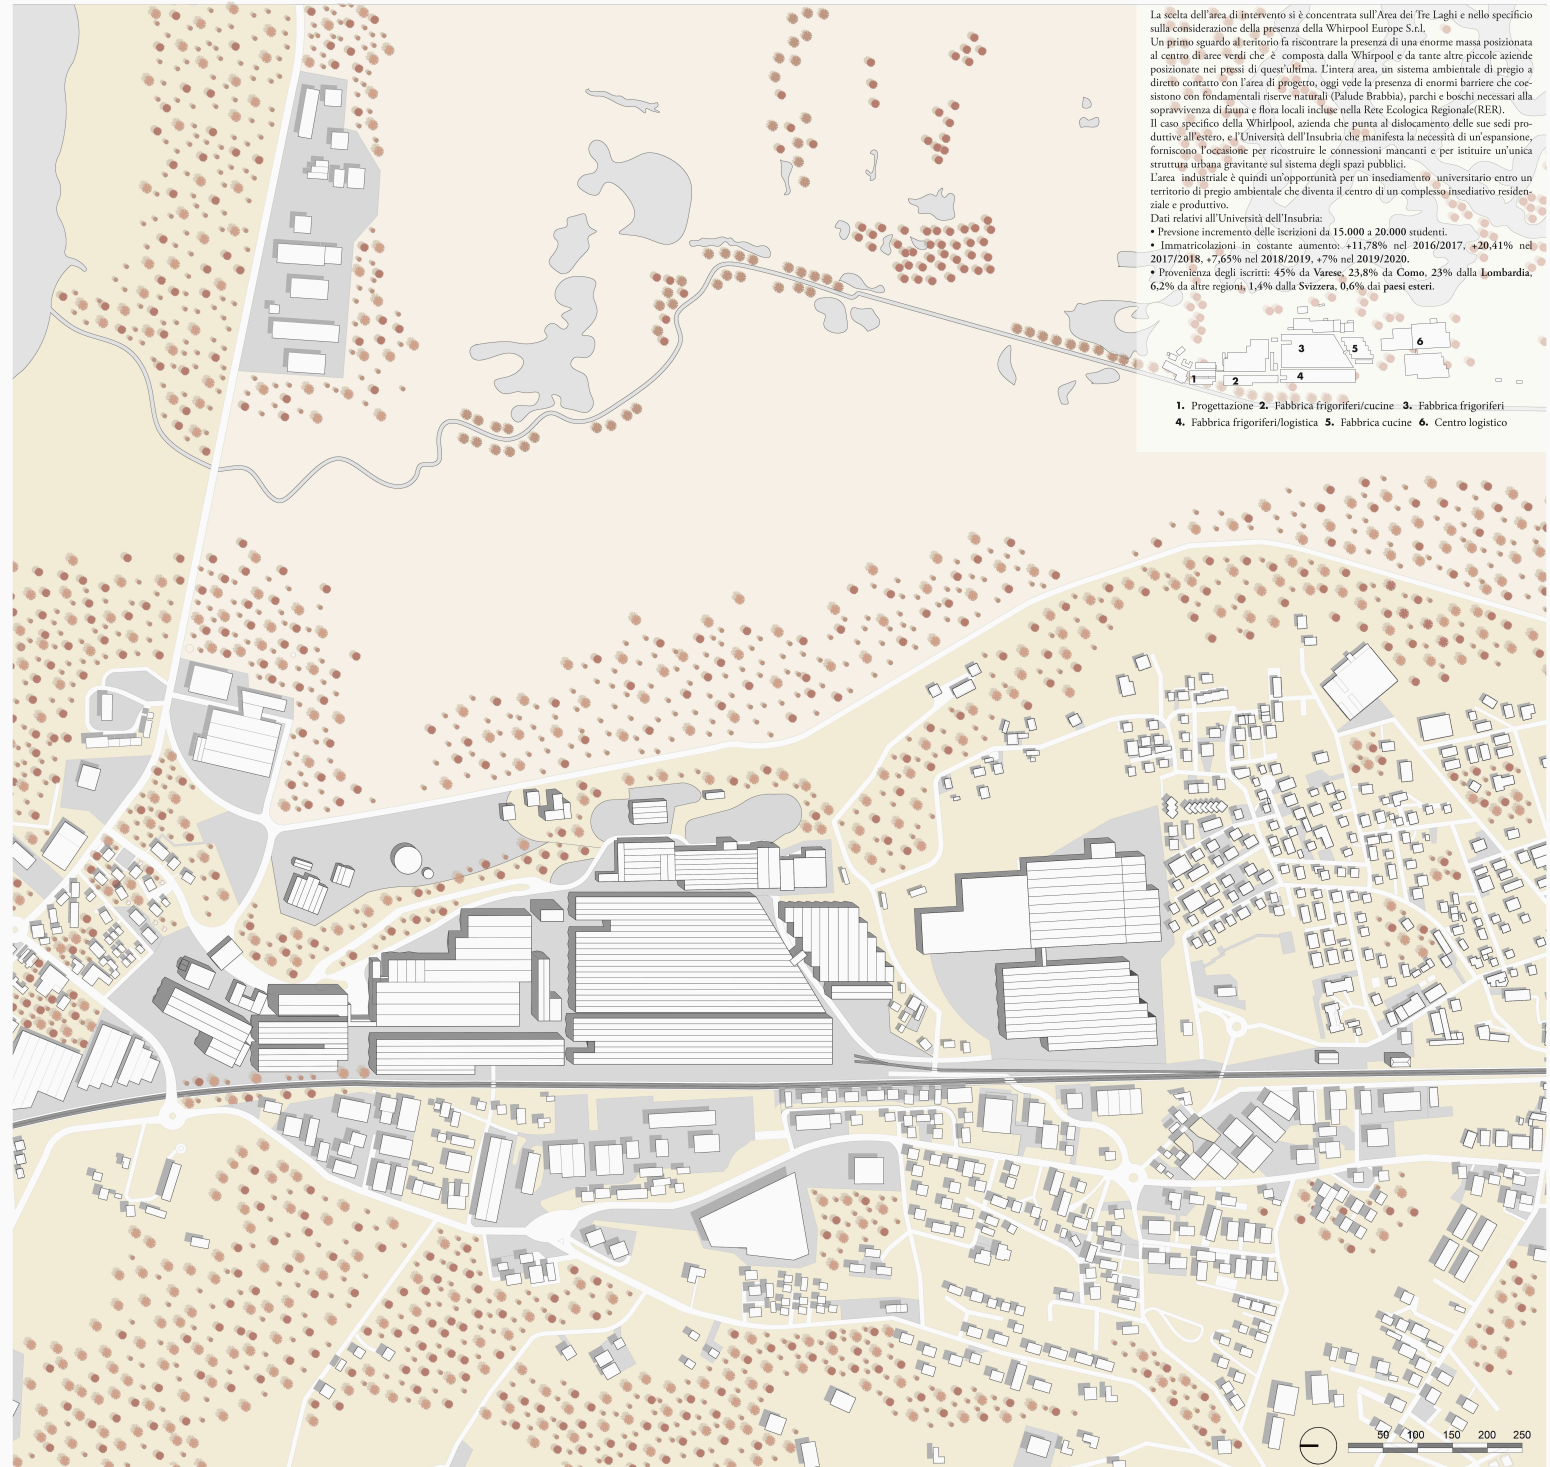 La scelta dell'area di intervento si è concentrata sull'Area dei Tre Laghi e nello specificio
sulla considerazione della presenza della Whirpool Europe S.r.l.
Un primo sguardo al territorio fa riscontrare la presenza di una enorme massa posizionata
al centro di aree verdi che è composta dalla Whirpool e da tante altre piccole aziende
posizionate nei pressi di quest'ultima. L'intera area, un sistema ambientale di pregio a
diretto contatto con l'area di progetto, oggi vede la presenza di enormi barriere che coe-
sistono con fondamentali riserve naturali (Palude Brabbia), parchi e boschi necessari alla
sopravvivenza di fauna e flora locali incluse nella Rete Ecologica Regionale(RER).
Il caso specifico della Whirlpool, azienda che punta al dislocamento delle sue sedi pro-
duttive all'estero, e l'Università dell'Insubria che manifesta la necessità di un'espansione,
forniscono l'occasione per ricostruire le connessioni mancanti e per istituire un'unica
struttura urbana gravitante sul sistema degli spazi pubblici.
L'area industriale è quindi un'opportunità per un insediamento universitario entro un
territorio di pregio ambientale che diventa il centro di un complesso insediativo residen-
ziale e produttivo.
Dati relativi all'Università dell'Insubria:
• Prevsione incremento delle iscrizioni da 15.000 a 20.000 studenti.
• Immatricolazioni in costante aumento: +11,78% nel 2016/2017, +20,41% nel
2017/2018, +7,65% nel 2018/2019, +7% nel 2019/2020.
• Provenienza degli iscritti: 45% da Varese, 23,8% da Como, 23% dalla Lombardia,
6,2% da altre regioni, 1,4% dalla Svizzera, 0,6% dai paesi esteri.
3 5 6
1 2 4
1. Progettazione 2. Fabbrica frigoriferi/cucine 3. Fabbrica frigoriferi
4. Fabbrica frigoriferi/logistica 5. Fabbrica cucine 6. Centro logistico
50 100 150 200 250